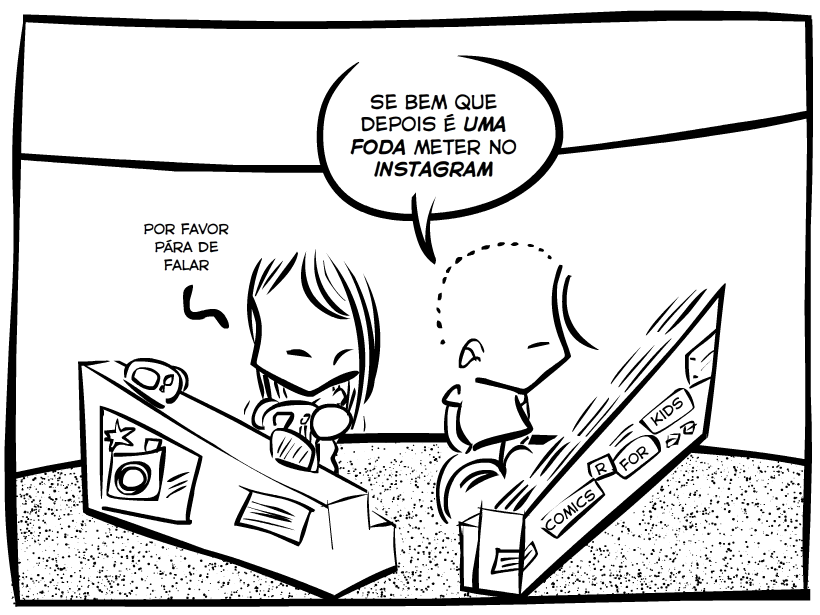 SE BEM QUE
DEPOIS É UMA
FODA METER NO
INSTAGRAM
POR FAVOR
PÁRA DE
FALAR
COMICS R FOR KIDS